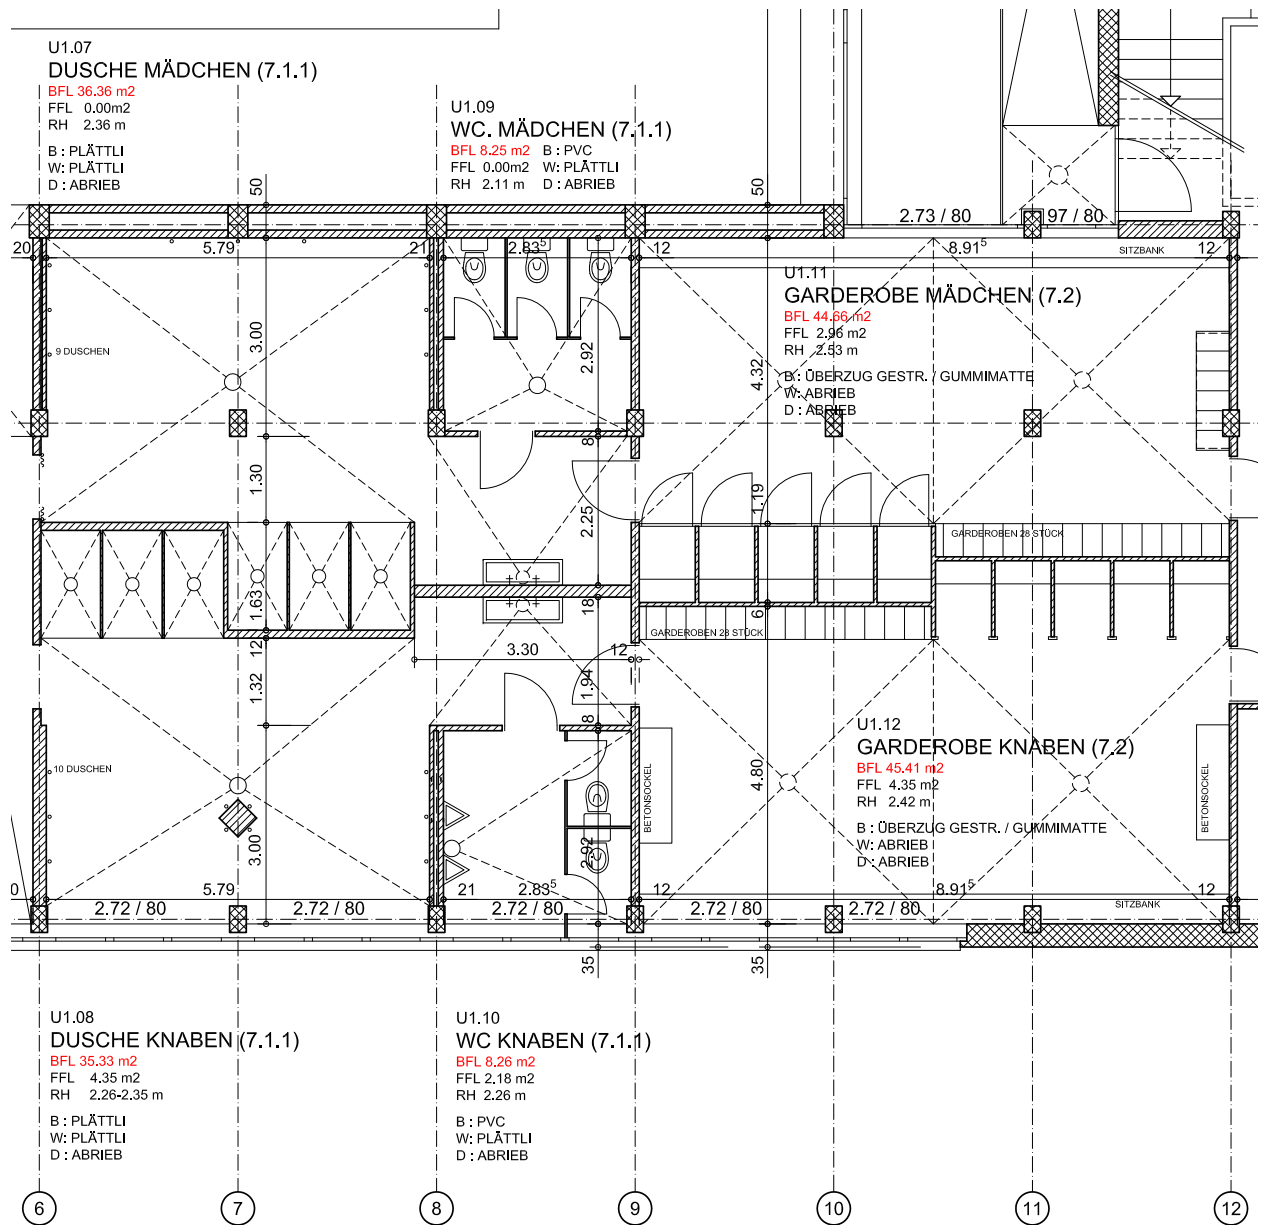 U1.07
DUSCHE MÄDCHEN (7.1.1)
BFL 36.36 m2
FFL 0.00m2
RH 2.36 m
B : PLÄTTLI
W: PLÄTTLI
D : ABRIEB
U1.09
WC. MÄDCHEN (7.1.1)
BFL 8.25 m2 B : PVC
FFL 0.00m2 W: PLÄTTLI
RH 2.11 m D : ABRIEB
50
50
2.73 / 80
97 / 80
20
5.79
21
2.83⁵
12
8.91⁵
SITZBANK
12
U1.11
GARDEROBE MÄDCHEN (7.2)
BFL 44.66 m2
FFL 2.96 m2
RH 2.53 m
B : ÜBERZUG GESTR. / GUMMIMATTE
W: ABRIEB
D : ABRIEB
9 DUSCHEN
3.00
2.92
4.32
8
1.30
2.25
1.19
GARDEROBEN 28 STÜCK
1.63
18
6
GARDEROBEN 28 STÜCK
12
3.30
12
1.32
1.94
8
U1.12
GARDEROBE KNABEN (7.2)
BFL 45.41 m2
FFL 4.35 m2
RH 2.42 m
B : ÜBERZUG GESTR. / GUMMIMATTE
W: ABRIEB
D : ABRIEB
10 DUSCHEN
BETONSOCKEL
4.80
BETONSOCKEL
3.00
2.92
0
5.79
21
2.83⁵
12
8.91⁵
12
2.72 / 80
2.72 / 80
2.72 / 80
2.72 / 80
2.72 / 80
SITZBANK
35
35
U1.08
DUSCHE KNABEN (7.1.1)
BFL 35.33 m2
FFL 4.35 m2
RH 2.26-2.35 m
B : PLÄTTLI
W: PLÄTTLI
D : ABRIEB
U1.10
WC KNABEN (7.1.1)
BFL 8.26 m2
FFL 2.18 m2
RH 2.26 m
B : PVC
W: PLÄTTLI
D : ABRIEB
6 7 8 9 10 11 12